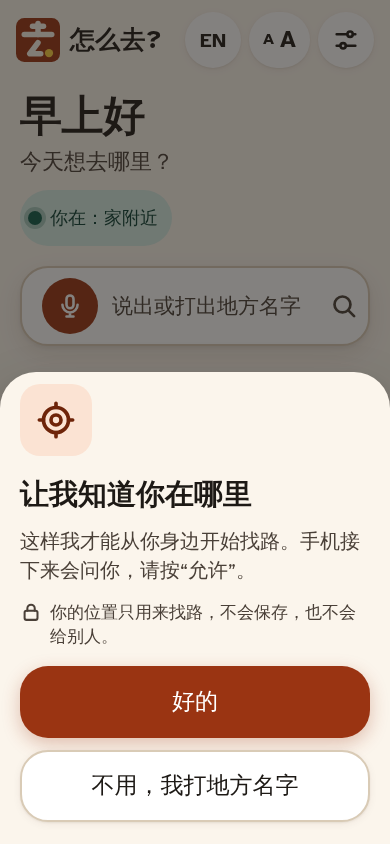 去
怎么去?
EN
A A
早上好
今天想去哪里？
你在：家附近
说出或打出地方名字
让我知道你在哪里
这样我才能从你身边开始找路。手机接
下来会问你，请按“允许”。
你的位置只用来找路，不会保存，也不会
给别人。
好的
不用，我打地方名字